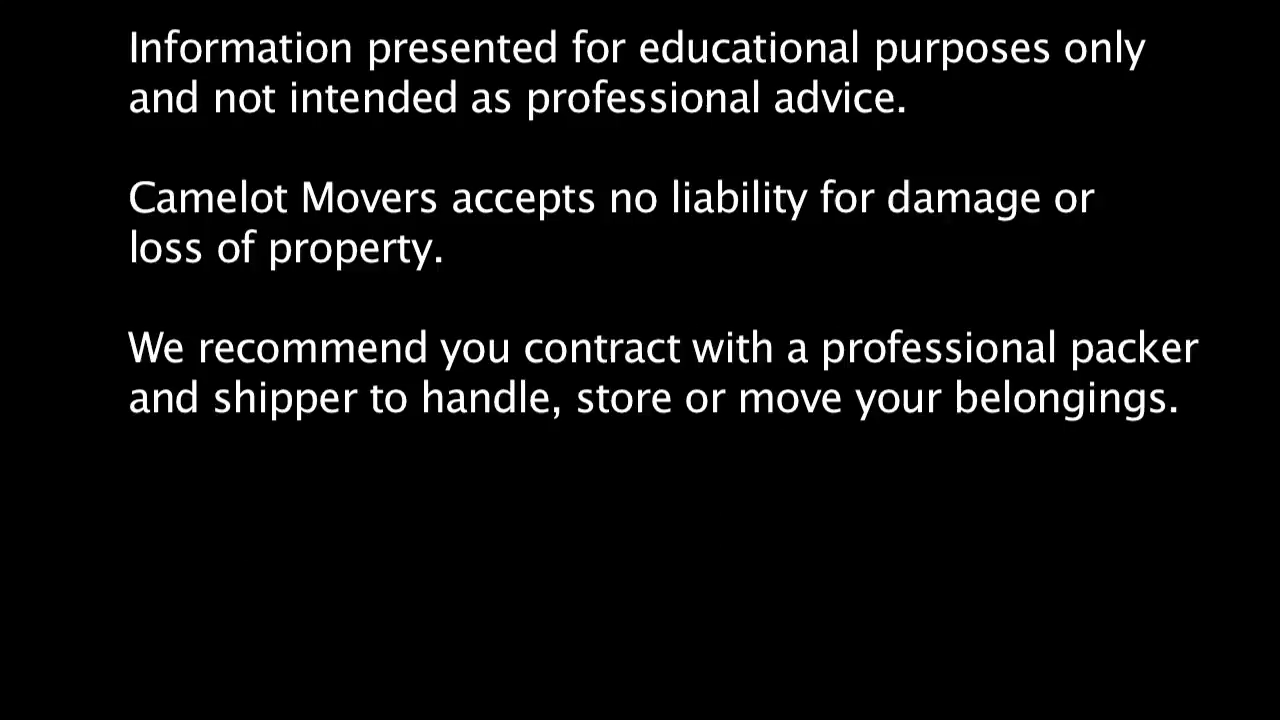 Information presented for educational purposes only
and not intended as professional advice.
Camelot Movers accepts no liability for damage or
loss of property.
We recommend you contract with a professional packer
and shipper to handle, store or move your belongings.